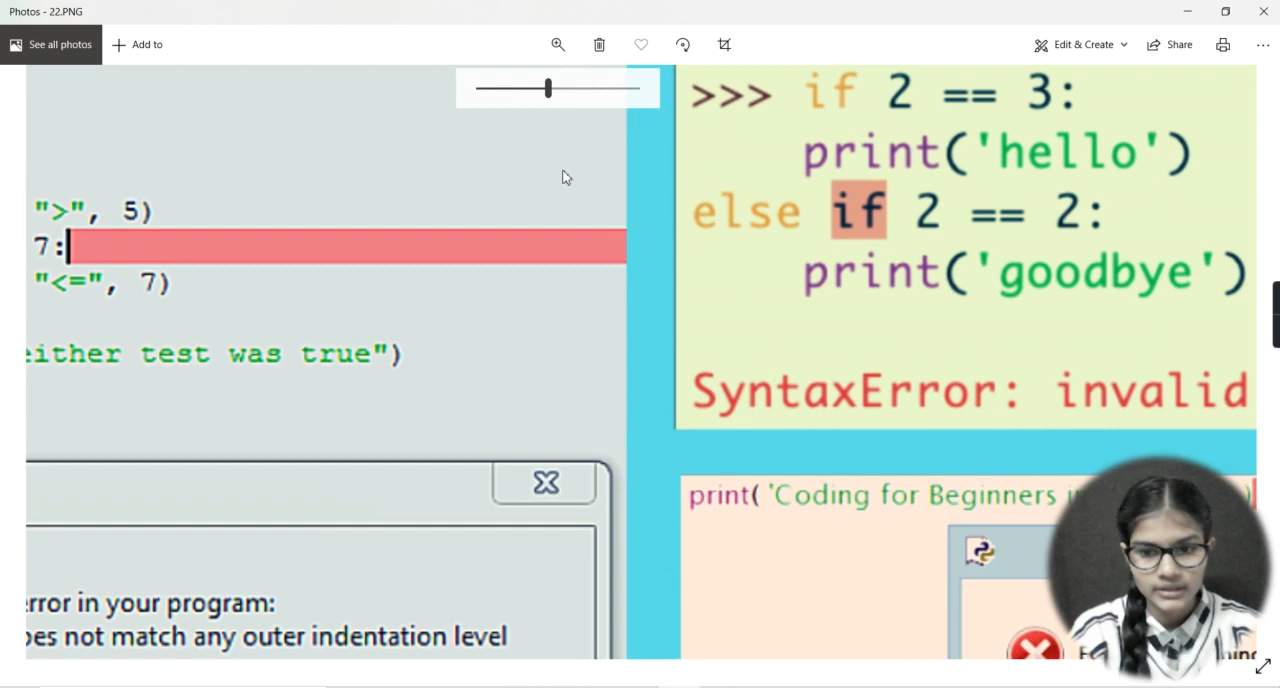 Photos - 22.PNG
See all photos
Add to
Edit & Create
Share
">", 5)
7:
"<=", 7)
either test was true")
error in your program:
oes not match any outer indentation level
>>> if 2 == 3:
print('hello')
else if 2 == 2:
print('goodbye')
SyntaxError: invalid
print( 'Coding for Beginners